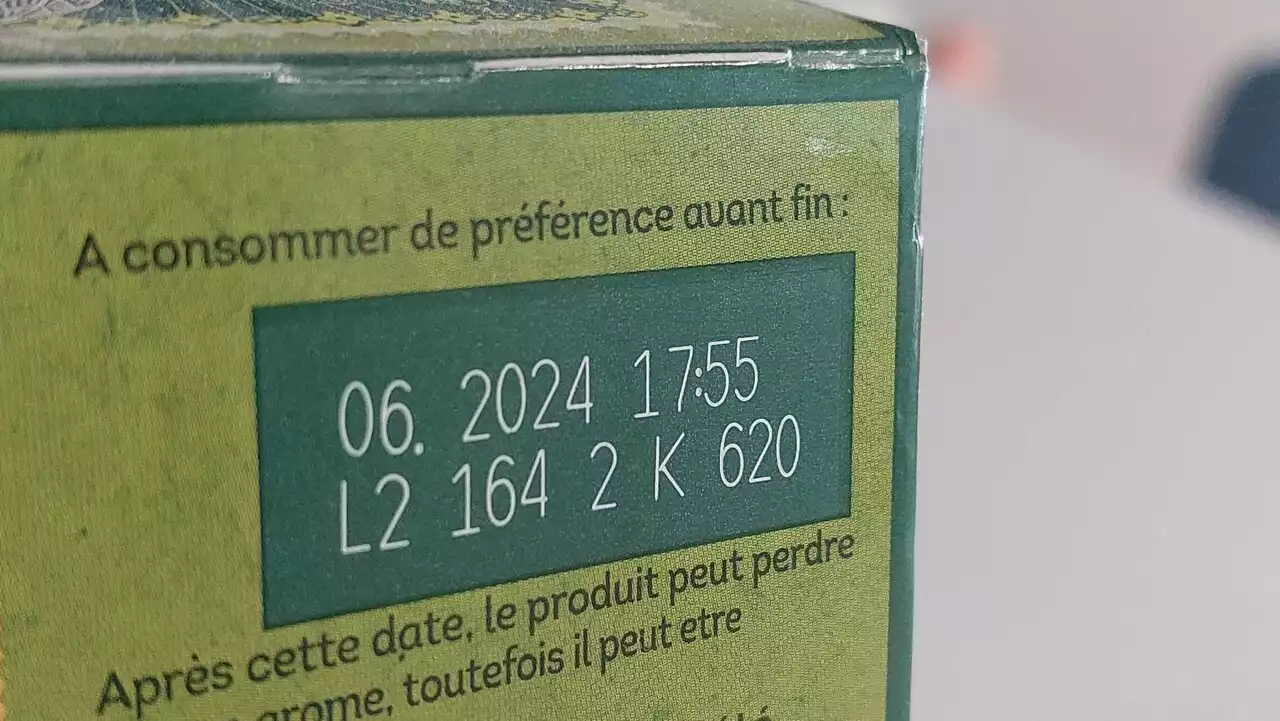 A consommer de préférence avant fin :
06. 2024 17:55
L2 164 2 K 620
Après cette date, le produit peut perdre
arome, toutefois il peut etre